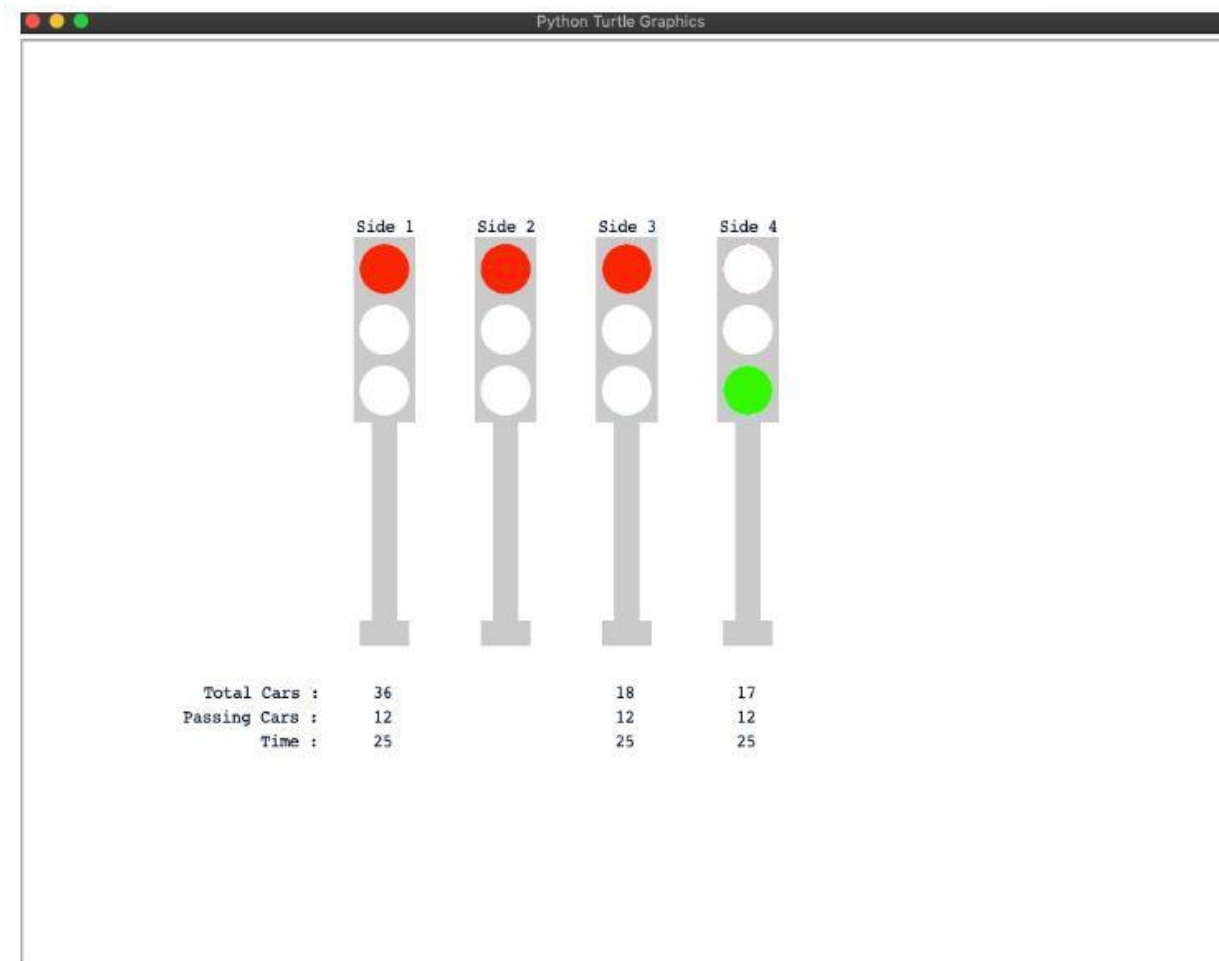 Python Turtle Graphics
Side 1 Side 2 Side 3 Side 4
Total Cars : 36 18 17
Passing Cars : 12 12 12
Time : 25 25 25